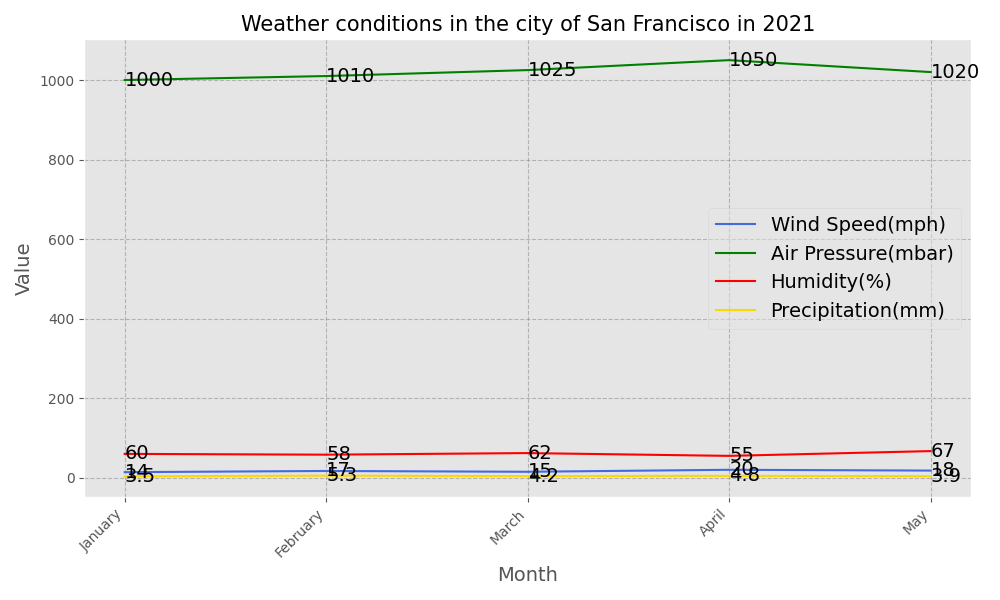 Weather conditions in the city of San Francisco in 2021
Value
1000
800
600
400
200
0
1000
1010
1025
1050
1020
Wind Speed(mph)
Air Pressure(mbar)
Humidity(%)
Precipitation(mm)
60
58
62
55
67
14
17
15
20
18
3.5
5.3
4.2
4.8
3.9
January
February
March
April
May
Month